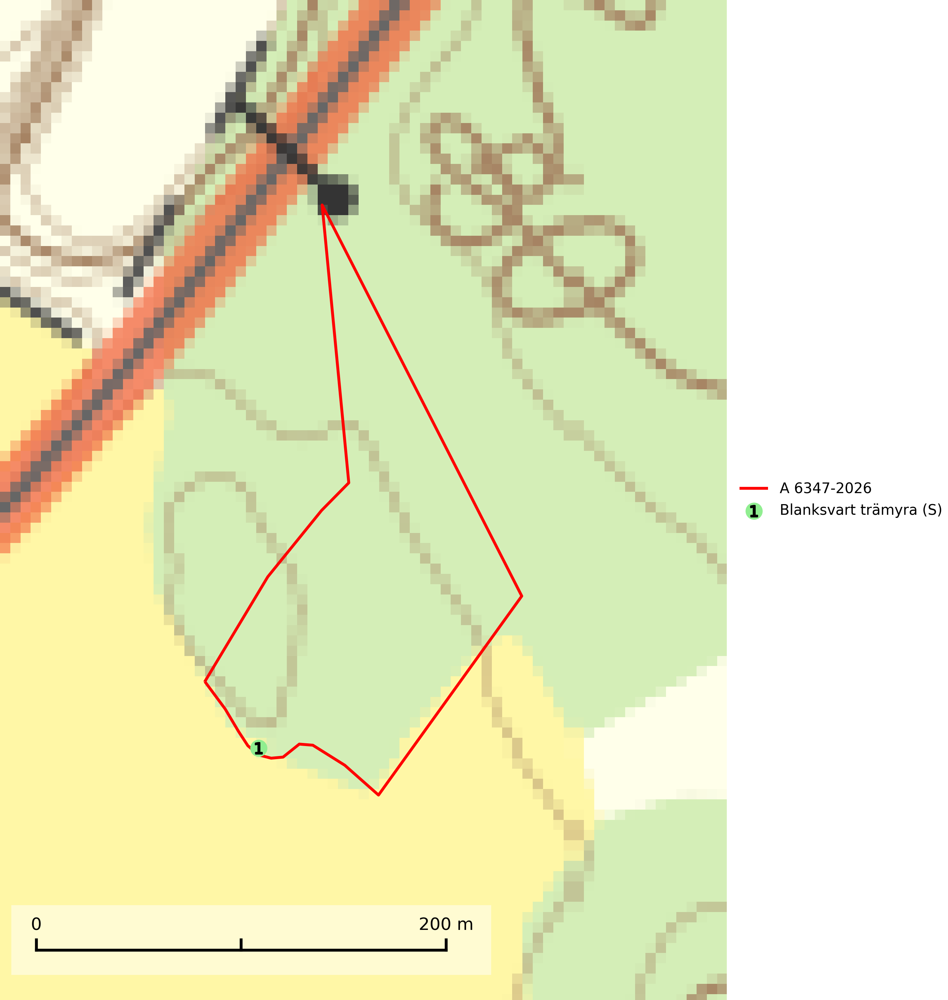 A 6347-2026
1 Blanksvart trämyra (S)
1
0 200 m